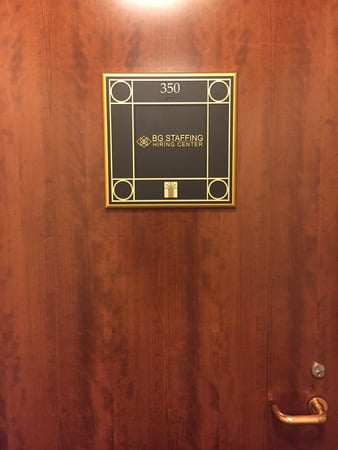 350
BG STAFFING
HIRING CENTER